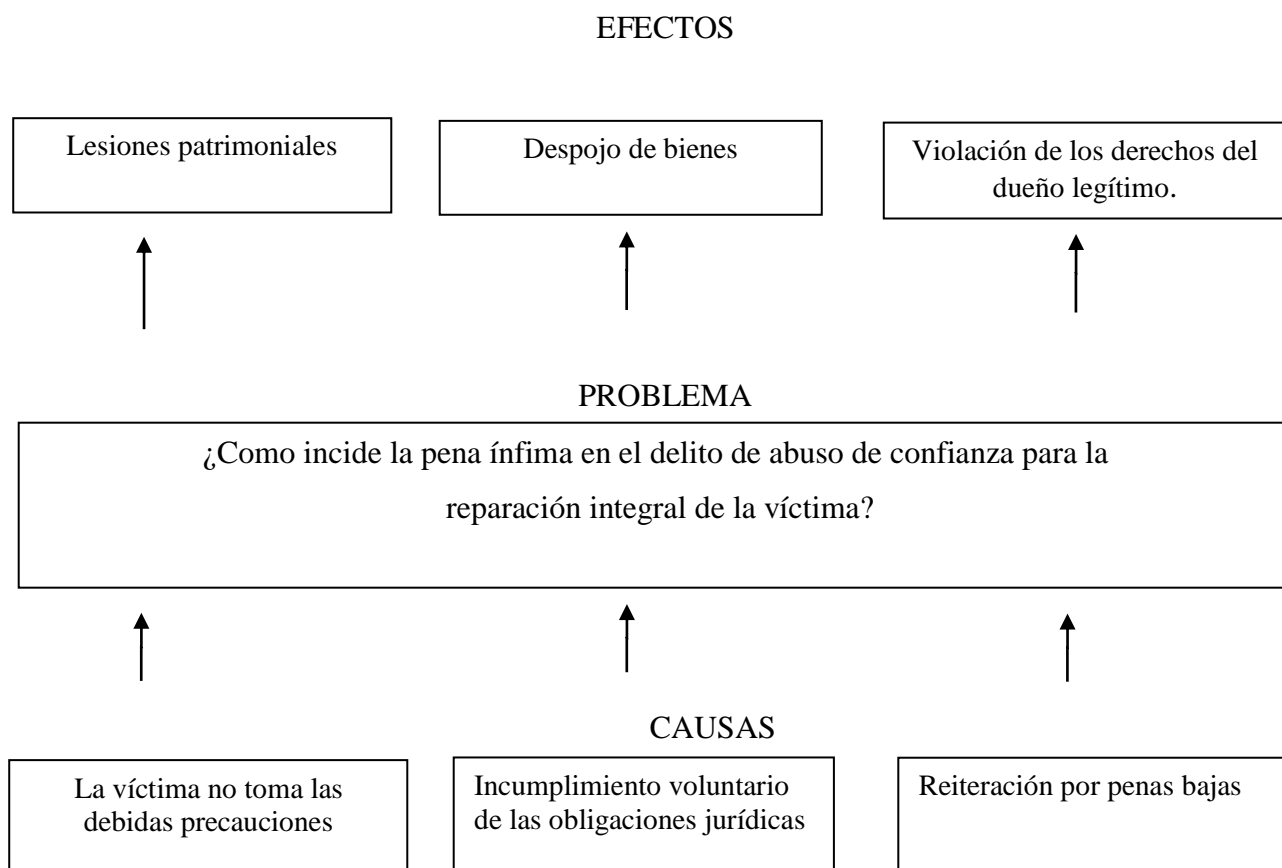 EFECTOS
Lesiones patrimoniales
Despojo de bienes
Violación de los derechos del
dueño legítimo.
PROBLEMA
¿Como incide la pena ínfima en el delito de abuso de confianza para la
reparación integral de la víctima?
CAUSAS
La víctima no toma las
debidas precauciones
Incumplimiento voluntario
de las obligaciones jurídicas
Reiteración por penas bajas